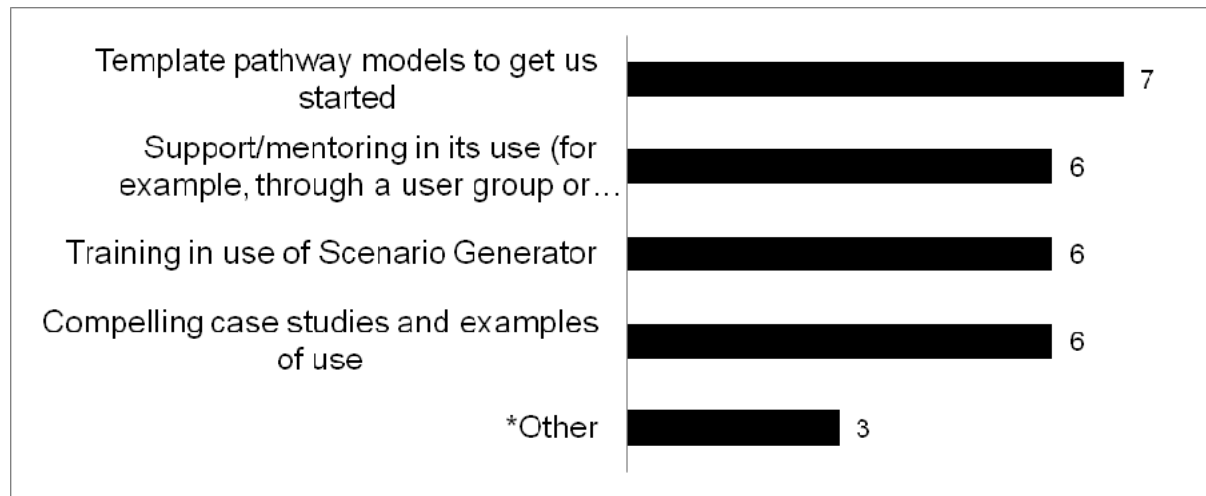 Template pathway models to get us
started
7
Support/mentoring in its use (for
example, through a user group or…
6
Training in use of Scenario Generator
6
Compelling case studies and examples
of use
6
*Other
3